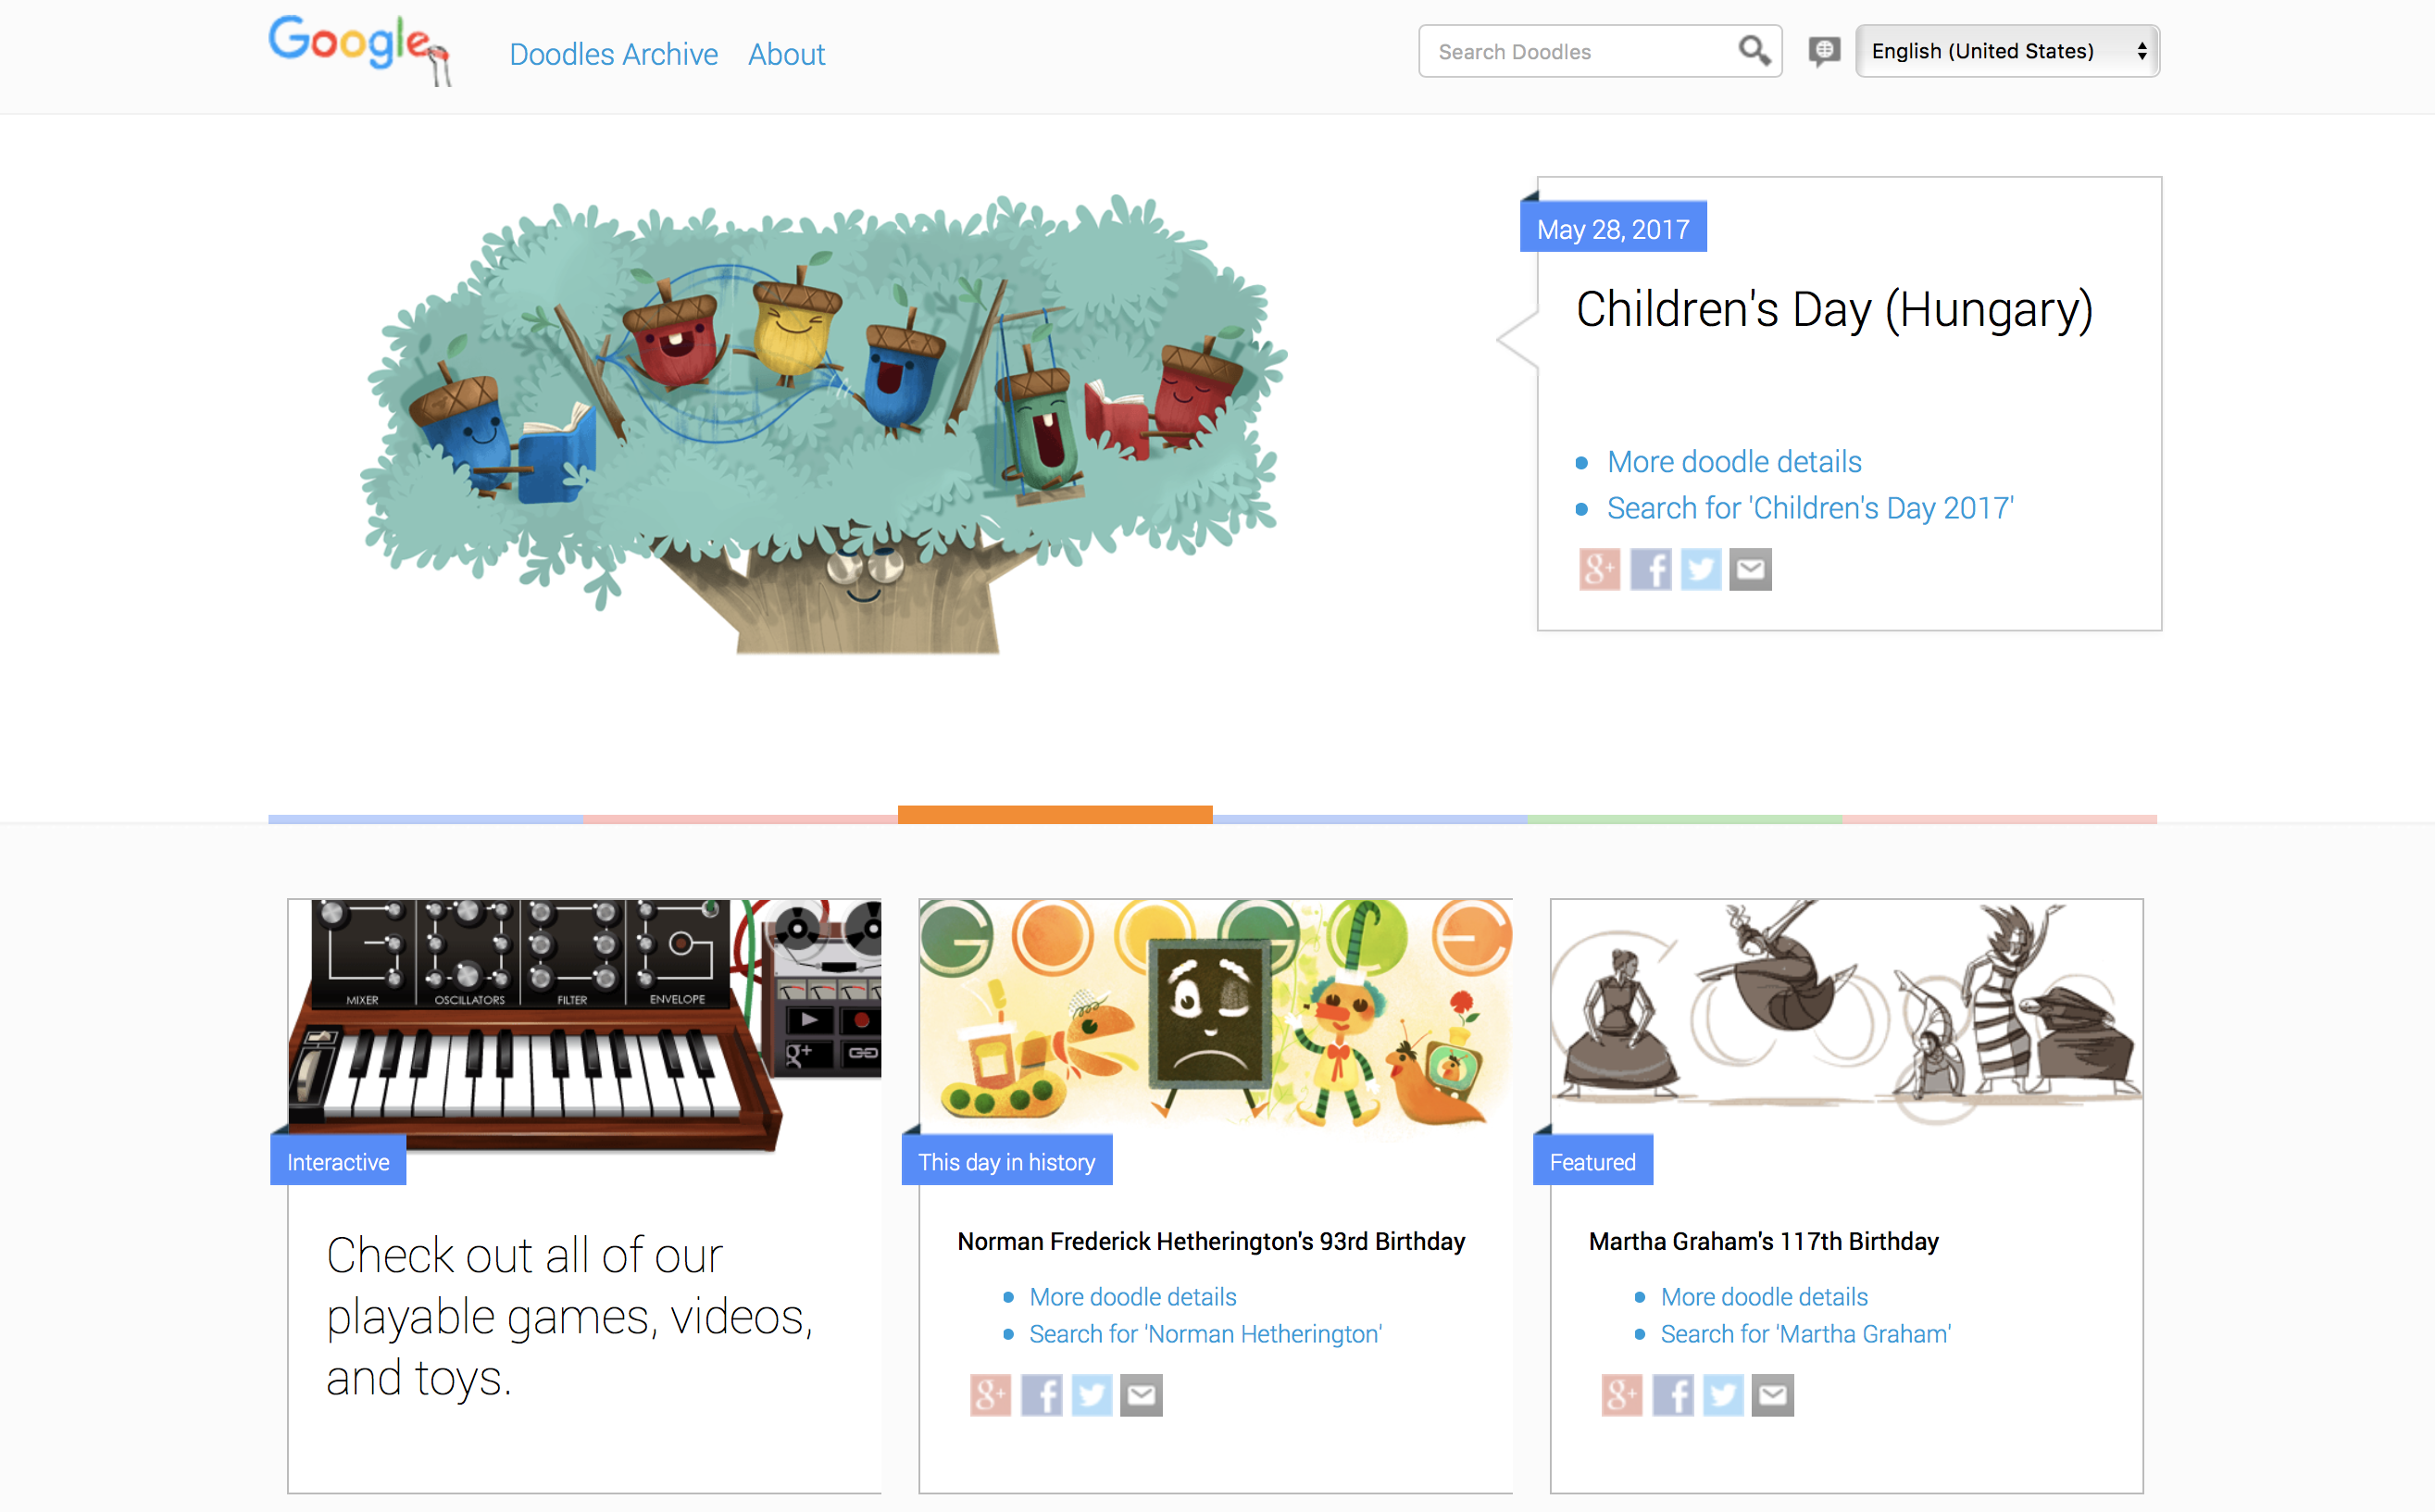 Google
Doodles Archive
About
Search Doodles
English (United States)
May 28, 2017
Children's Day (Hungary)
More doodle details
Search for 'Children's Day 2017'
g+ f
MIXER
OSCILLATORS
FILTER
ENVELOPE
g+
Interactive
Check out all of our
playable games, videos,
and toys.
G
This day in history
Norman Frederick Hetherington's 93rd Birthday
More doodle details
Search for 'Norman Hetherington'
g+ f
Featured
Martha Graham's 117th Birthday
More doodle details
Search for 'Martha Graham'
g+ f